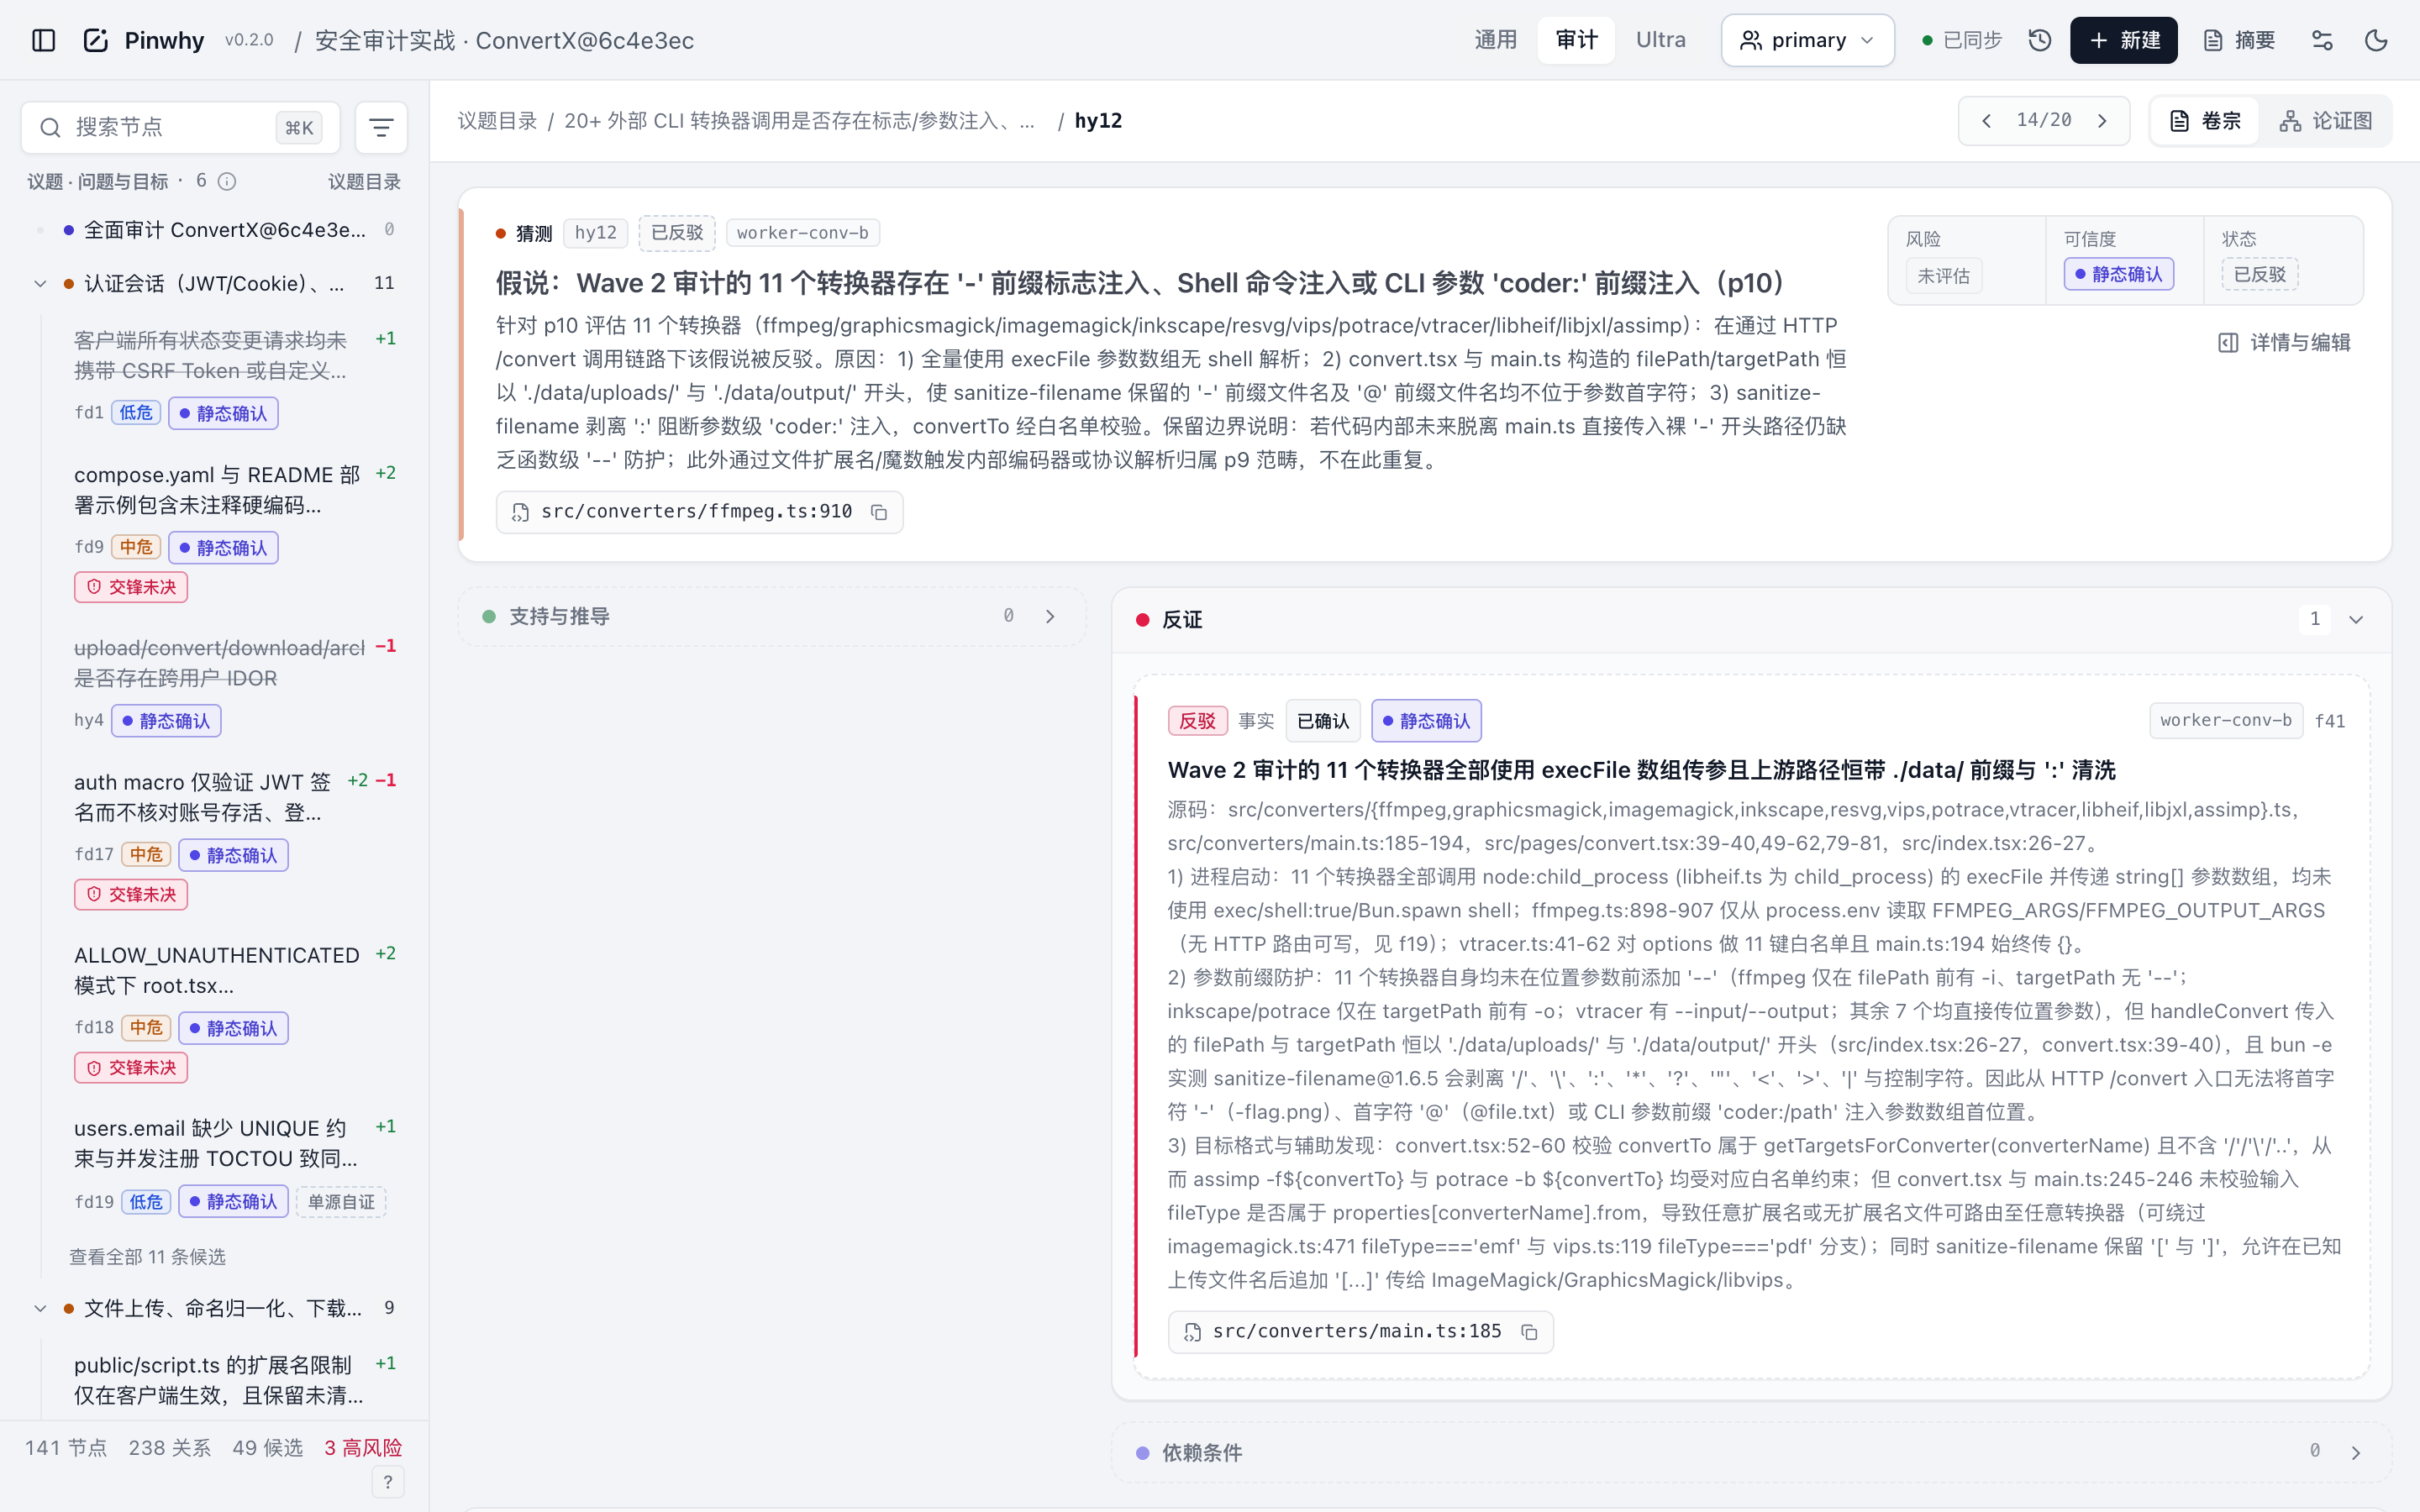 Pinwhy v0.2.0 / 安全审计实战 · ConvertX@6c4e3ec
通用 审计 Ultra primary 已同步 新建 摘要
搜索节点 ⌘K
议题 · 问题与目标 · 6 议题目录
全面审计 ConvertX@6c4e3e... 0
认证会话（JWT/Cookie）、... 11
客户端所有状态变更请求均未 +1
携带 CSRF Token 或自定义...
fd1 低危 静态确认
compose.yaml 与 README 部 +2
署示例包含未注释硬编码...
fd9 中危 静态确认
交锋未决
upload/convert/download/arcl −1
是否存在跨用户 IDOR
hy4 静态确认
auth macro 仅验证 JWT 签 +2 −1
名而不核对账号存活、登...
fd17 中危 静态确认
交锋未决
ALLOW_UNAUTHENTICATED +2
模式下 root.tsx...
fd18 中危 静态确认
交锋未决
users.email 缺少 UNIQUE 约 +1
束与并发注册 TOCTOU 致同...
fd19 低危 静态确认 单源自证
查看全部 11 条候选
文件上传、命名归一化、下载... 9
public/script.ts 的扩展名限制 +1
仅在客户端生效，且保留未清...
141 节点 238 关系 49 候选 3 高风险
?
议题目录 / 20+ 外部 CLI 转换器调用是否存在标志/参数注入、... / hy12
14/20 卷宗 论证图
猜测 hy12 已反驳 worker-conv-b
假说：Wave 2 审计的 11 个转换器存在 '-' 前缀标志注入、Shell 命令注入或 CLI 参数 'coder:' 前缀注入（p10）
针对 p10 评估 11 个转换器（ffmpeg/graphicsmagick/imagemagick/inkscape/resvg/vips/potrace/vtracer/libheif/libjxl/assimp）：在通过 HTTP
/convert 调用链路下该假说被反驳。原因：1) 全量使用 execFile 参数数组无 shell 解析；2) convert.tsx 与 main.ts 构造的 filePath/targetPath 恒
以 './data/uploads/' 与 './data/output/' 开头，使 sanitize-filename 保留的 '-' 前缀文件名及 '@' 前缀文件名均不位于参数首字符；3) sanitize-
filename 剥离 ':' 阻断参数级 'coder:' 注入，convertTo 经白名单校验。保留边界说明：若代码内部未来脱离 main.ts 直接传入裸 '-' 开头路径仍缺
乏函数级 '--' 防护；此外通过文件扩展名/魔数触发内部编码器或协议解析归属 p9 范畴，不在此重复。
src/converters/ffmpeg.ts:910
风险 可信度 状态
未评估 静态确认 已反驳
详情与编辑
支持与推导 0
反证 1
反驳 事实 已确认 静态确认 worker-conv-b f41
Wave 2 审计的 11 个转换器全部使用 execFile 数组传参且上游路径恒带 ./data/ 前缀与 ':' 清洗
源码：src/converters/{ffmpeg,graphicsmagick,imagemagick,inkscape,resvg,vips,potrace,vtracer,libheif,libjxl,assimp}.ts，
src/converters/main.ts:185-194，src/pages/convert.tsx:39-40,49-62,79-81，src/index.tsx:26-27。
1) 进程启动：11 个转换器全部调用 node:child_process (libheif.ts 为 child_process) 的 execFile 并传递 string[] 参数数组，均未
使用 exec/shell:true/Bun.spawn shell；ffmpeg.ts:898-907 仅从 process.env 读取 FFMPEG_ARGS/FFMPEG_OUTPUT_ARGS
（无 HTTP 路由可写，见 f19）；vtracer.ts:41-62 对 options 做 11 键白名单且 main.ts:194 始终传 {}。
2) 参数前缀防护：11 个转换器自身均未在位置参数前添加 '--'（ffmpeg 仅在 filePath 前有 -i、targetPath 无 '--'；
inkscape/potrace 仅在 targetPath 前有 -o；vtracer 有 --input/--output；其余 7 个均直接传位置参数），但 handleConvert 传入
的 filePath 与 targetPath 恒以 './data/uploads/' 与 './data/output/' 开头（src/index.tsx:26-27，convert.tsx:39-40），且 bun -e
实测 sanitize-filename@1.6.5 会剥离 '/'、'\'、':'、'*'、'?'、'"'、'<'、'>'、'|' 与控制字符。因此从 HTTP /convert 入口无法将首字
符 '-'（-flag.png）、首字符 '@'（@file.txt）或 CLI 参数前缀 'coder:/path' 注入参数数组首位置。
3) 目标格式与辅助发现：convert.tsx:52-60 校验 convertTo 属于 getTargetsForConverter(converterName) 且不含 '/'/'\'/'..'，从
而 assimp -f${convertTo} 与 potrace -b ${convertTo} 均受对应白名单约束；但 convert.tsx 与 main.ts:245-246 未校验输入
fileType 是否属于 properties[converterName].from，导致任意扩展名或无扩展名文件可路由至任意转换器（可绕过
imagemagick.ts:471 fileType==='emf' 与 vips.ts:119 fileType==='pdf' 分支）；同时 sanitize-filename 保留 '[' 与 ']'，允许在已知
上传文件名后追加 '[...]' 传给 ImageMagick/GraphicsMagick/libvips。
src/converters/main.ts:185
依赖条件 0